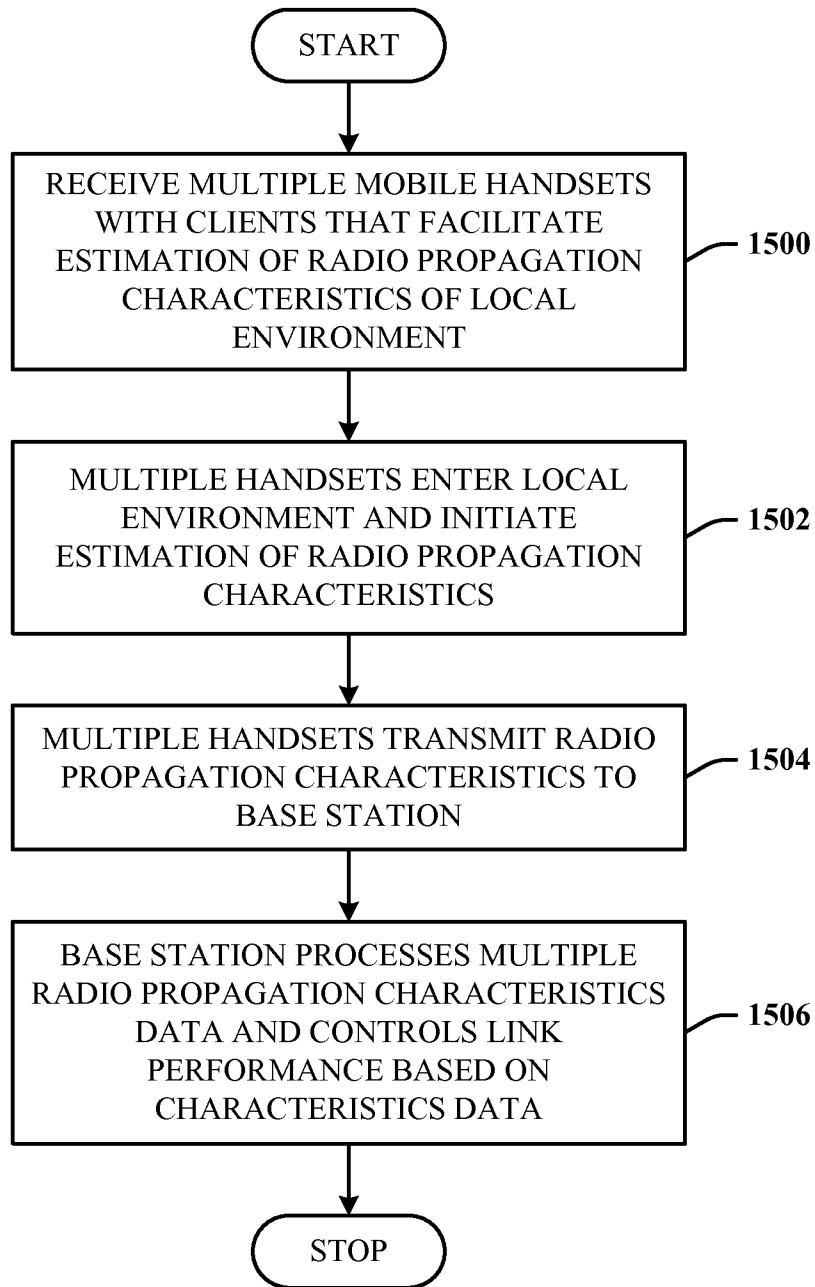 START
RECEIVE MULTIPLE MOBILE HANDSETS
WITH CLIENTS THAT FACILITATE
ESTIMATION OF RADIO PROPAGATION
CHARACTERISTICS OF LOCAL
ENVIRONMENT
1500
MULTIPLE HANDSETS ENTER LOCAL
ENVIRONMENT AND INITIATE
ESTIMATION OF RADIO PROPAGATION
CHARACTERISTICS
1502
MULTIPLE HANDSETS TRANSMIT RADIO
PROPAGATION CHARACTERISTICS TO
BASE STATION
1504
BASE STATION PROCESSES MULTIPLE
RADIO PROPAGATION CHARACTERISTICS
DATA AND CONTROLS LINK
PERFORMANCE BASED ON
CHARACTERISTICS DATA
1506
STOP